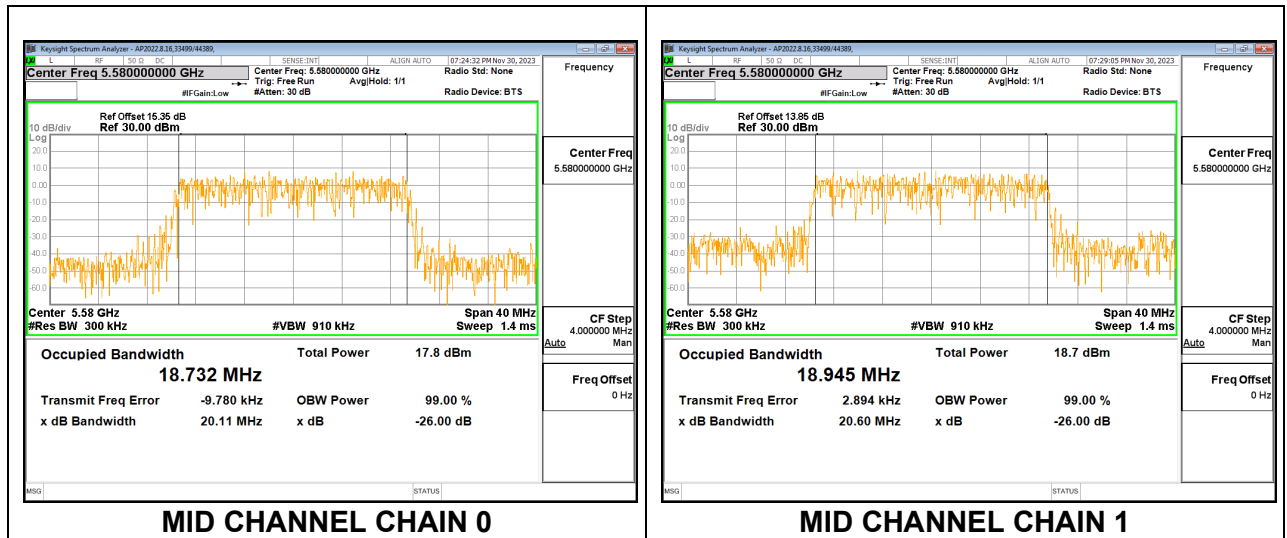 Keysight Spectrum Analyzer - AP2022.8.16,33499/44389,
LXI L RF 50 Ω DC SENSE:INT ALIGN AUTO 07:24:32 PM Nov 30, 2023
Center Freq 5.580000000 GHz
Center Freq: 5.580000000 GHz Radio Std: None
Trig: Free Run Avg|Hold: 1/1
#IFGain:Low #Atten: 30 dB Radio Device: BTS
Frequency
Ref Offset 15.35 dB
10 dB/div Ref 30.00 dBm
Log
20.0
10.0
0.00
-10.0
-20.0
-30.0
-40.0
-50.0
-60.0
Center 5.58 GHz Span 40 MHz
#Res BW 300 kHz #VBW 910 kHz Sweep 1.4 ms
Center Freq
5.580000000 GHz
CF Step
4.000000 MHz
Auto Man
Freq Offset
0 Hz
Occupied Bandwidth Total Power 17.8 dBm
18.732 MHz
Transmit Freq Error -9.780 kHz OBW Power 99.00 %
x dB Bandwidth 20.11 MHz x dB -26.00 dB
MSG STATUS
MID CHANNEL CHAIN 0
Keysight Spectrum Analyzer - AP2022.8.16,33499/44389,
LXI L RF 50 Ω DC SENSE:INT ALIGN AUTO 07:29:05 PM Nov 30, 2023
Center Freq 5.580000000 GHz
Center Freq: 5.580000000 GHz Radio Std: None
Trig: Free Run Avg|Hold: 1/1
#IFGain:Low #Atten: 30 dB Radio Device: BTS
Frequency
Ref Offset 13.85 dB
10 dB/div Ref 30.00 dBm
Log
20.0
10.0
0.00
-10.0
-20.0
-30.0
-40.0
-50.0
-60.0
Center 5.58 GHz Span 40 MHz
#Res BW 300 kHz #VBW 910 kHz Sweep 1.4 ms
Center Freq
5.580000000 GHz
CF Step
4.000000 MHz
Auto Man
Freq Offset
0 Hz
Occupied Bandwidth Total Power 18.7 dBm
18.945 MHz
Transmit Freq Error 2.894 kHz OBW Power 99.00 %
x dB Bandwidth 20.60 MHz x dB -26.00 dB
MSG STATUS
MID CHANNEL CHAIN 1